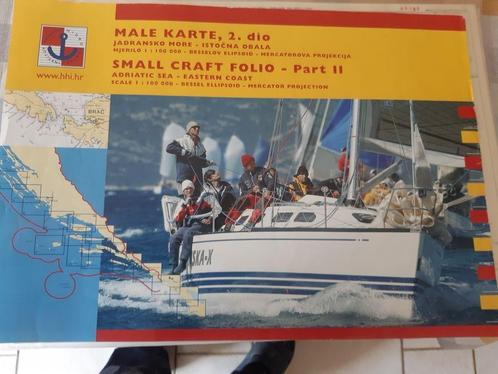 MALE KARTE, 2. dio
JADRANSKO MORE - ISTOČNA OBALA
MJERILO 1 : 100 000 - BESSELOV ELIPSOID - MERCATOROVA PROJEKCIJA
SMALL CRAFT FOLIO - Part II
ADRIATIC SEA - EASTERN COAST
SCALE 1 : 100 000 - BESSEL ELLIPSOID - MERCATOR PROJECTION
www.hhi.hr
BRAČ
SKA-X